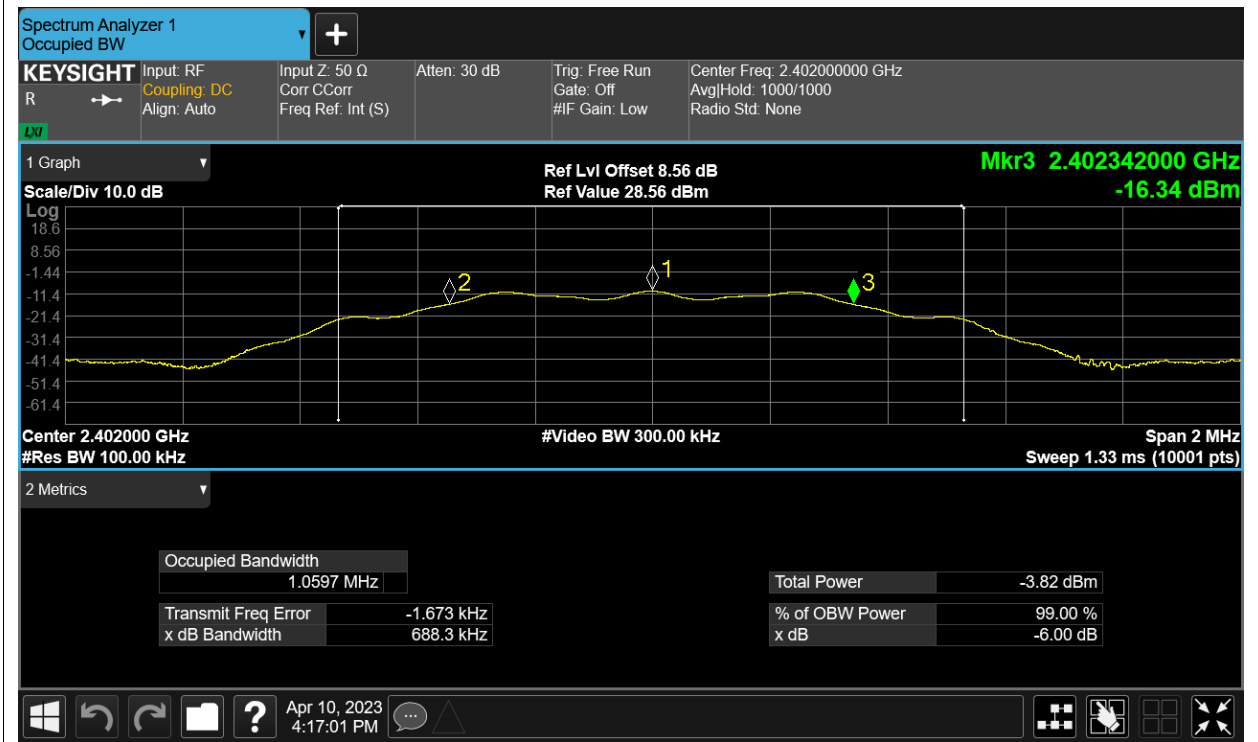 Spectrum Analyzer 1
Occupied BW
KEYSIGHT
R
LXI
Input: RF
Coupling: DC
Align: Auto
Input Z: 50 Ω
Corr CCorr
Freq Ref: Int (S)
Atten: 30 dB
Trig: Free Run
Gate: Off
#IF Gain: Low
Center Freq: 2.402000000 GHz
Avg|Hold: 1000/1000
Radio Std: None
1 Graph
Scale/Div 10.0 dB
Ref Lvl Offset 8.56 dB
Ref Value 28.56 dBm
Mkr3 2.402342000 GHz
-16.34 dBm
Log
18.6
8.56
-1.44
-11.4
-21.4
-31.4
-41.4
-51.4
-61.4
2
1
3
Center 2.402000 GHz
#Res BW 100.00 kHz
#Video BW 300.00 kHz
Span 2 MHz
Sweep 1.33 ms (10001 pts)
2 Metrics
Occupied Bandwidth
1.0597 MHz
Transmit Freq Error -1.673 kHz
x dB Bandwidth 688.3 kHz
Total Power -3.82 dBm
% of OBW Power 99.00 %
x dB -6.00 dB
?
Apr 10, 2023
4:17:01 PM